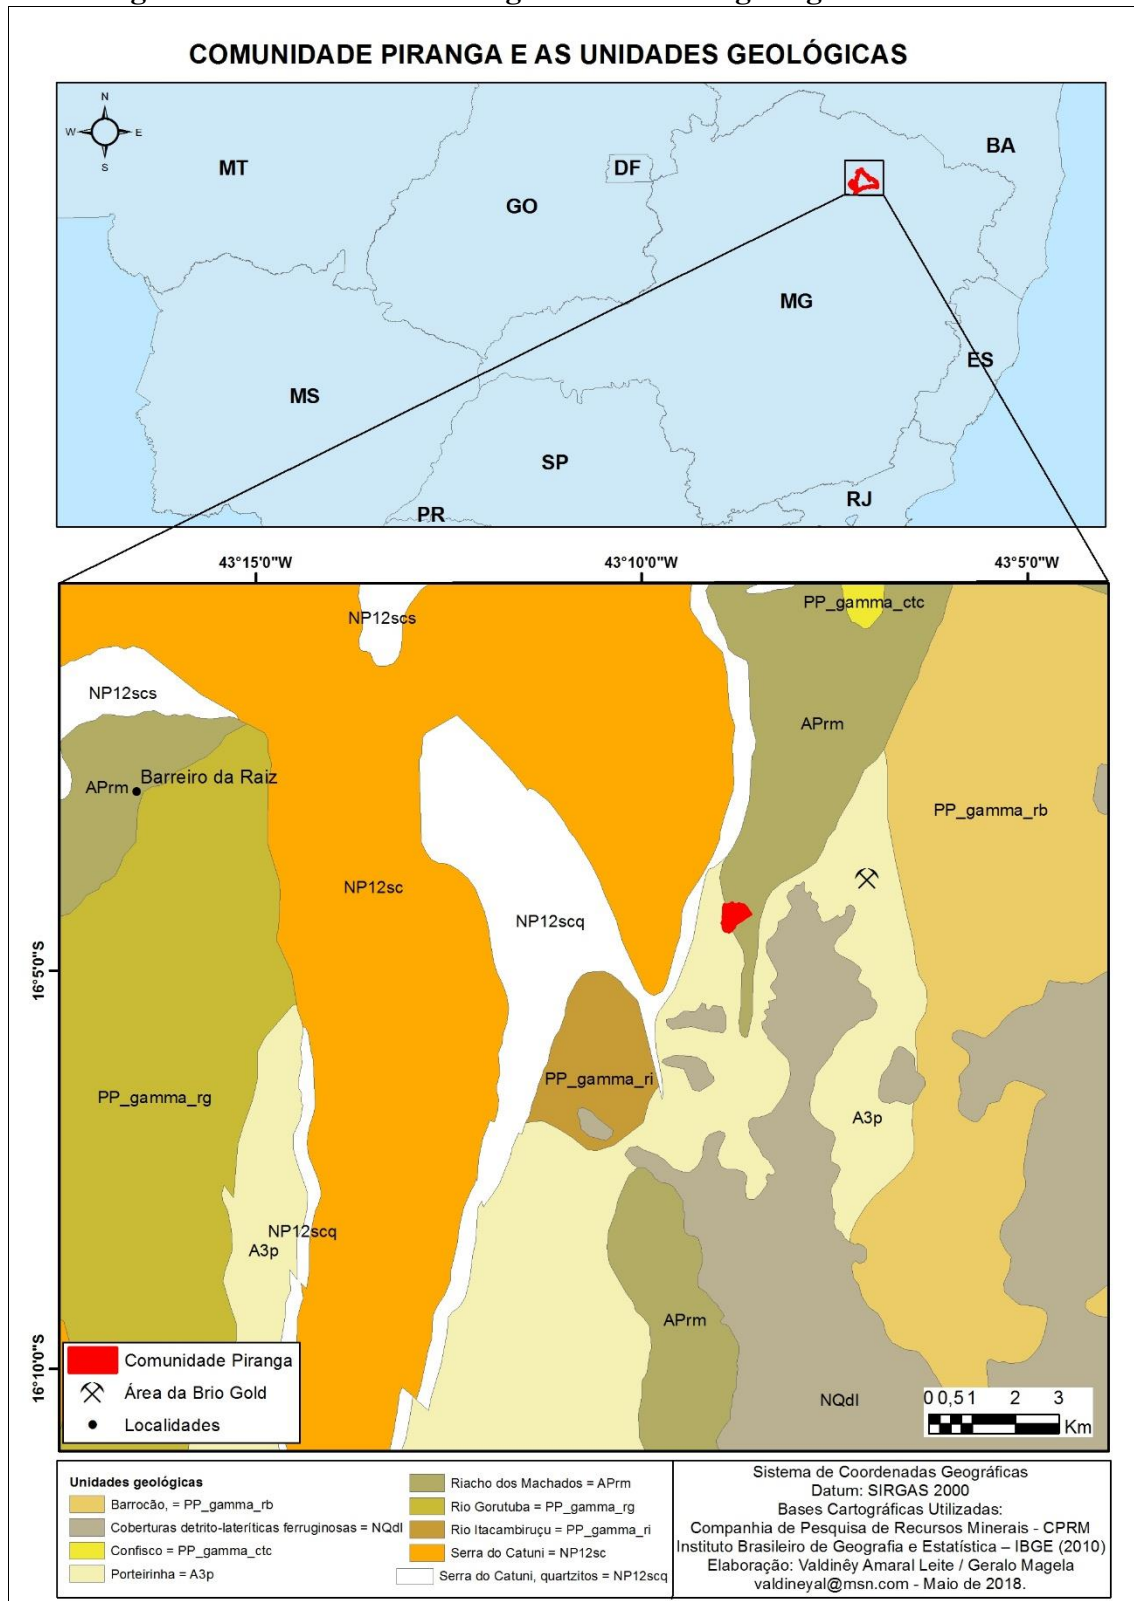 COMUNIDADE PIRANGA E AS UNIDADES GEOLÓGICAS
N
W
E
S
MT
DF
BA
GO
MG
MS
ES
SP
RJ
PR
43°15'0"W
43°10'0"W
43°5'0"W
PP_gamma_ctc
NP12scs
NP12scs
APrm
Barreiro da Raiz
APrm
PP_gamma_rb
NP12sc
NP12scq
16°5'0"S
PP_gamma_ri
PP_gamma_rg
A3p
NP12scq
A3p
APrm
16°10'0"S
NQdl
Comunidade Piranga
Área da Brio Gold
Localidades
0 0,5 1 2 3
Km
Unidades geológicas
Barrocão, = PP_gamma_rb
Coberturas detrito-lateríticas ferruginosas = NQdl
Confisco = PP_gamma_ctc
Porteirinha = A3p
Riacho dos Machados = APrm
Rio Gorutuba = PP_gamma_rg
Rio Itacambiruçu = PP_gamma_ri
Serra do Catuni = NP12sc
Serra do Catuni, quartzitos = NP12scq
Sistema de Coordenadas Geográficas
Datum: SIRGAS 2000
Bases Cartográficas Utilizadas:
Companhia de Pesquisa de Recursos Minerais - CPRM
Instituto Brasileiro de Geografia e Estatística – IBGE (2010)
Elaboração: Valdinêy Amaral Leite / Geralo Magela
valdineyal@msn.com - Maio de 2018.